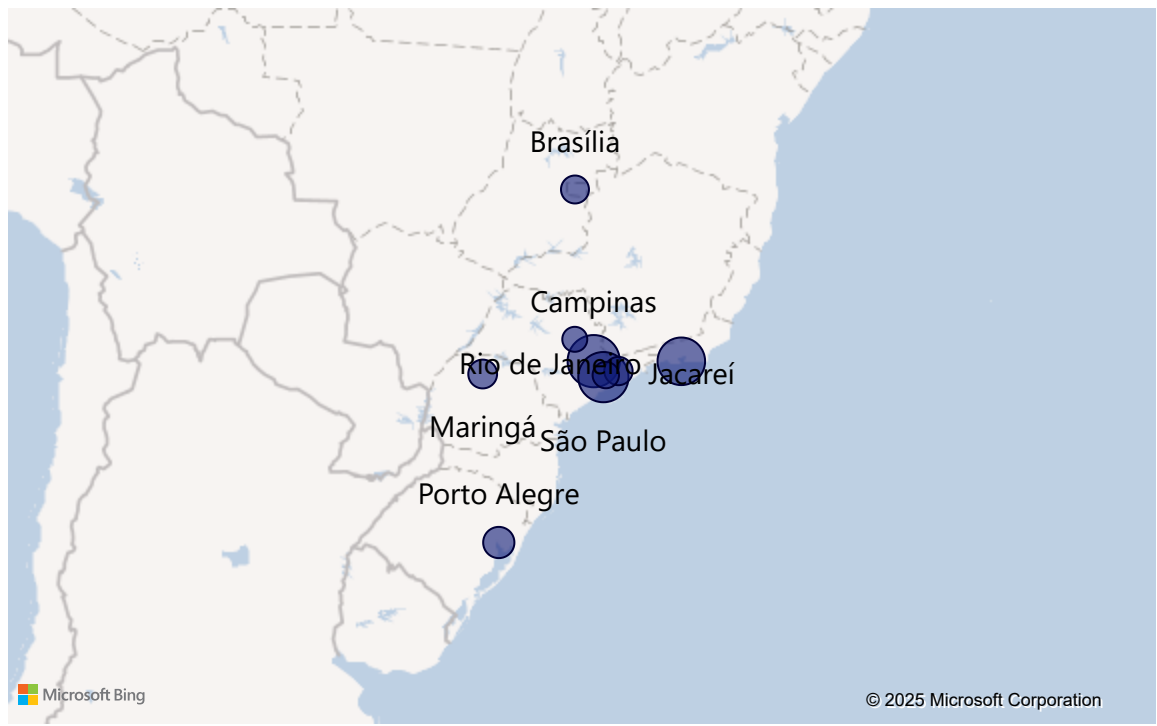 Brasília
Campinas
Rio de Janeiro
Jacareí
Maringá
São Paulo
Porto Alegre
Microsoft Bing
© 2025 Microsoft Corporation